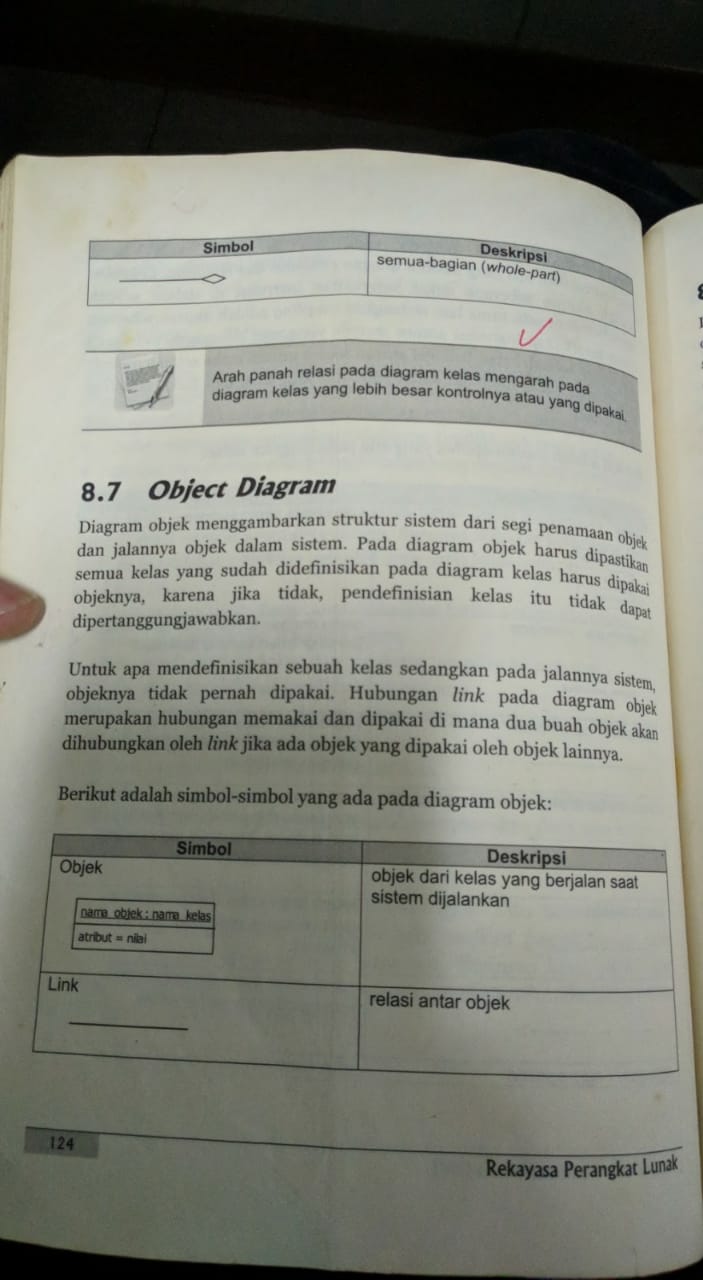 Simbol Deskripsi
semua-bagian (whole-part)
Arah panah relasi pada diagram kelas mengarah pada
diagram kelas yang lebih besar kontrolnya atau yang dipakai.
8.7 Object Diagram
Diagram objek menggambarkan struktur sistem dari segi penamaan objek
dan jalannya objek dalam sistem. Pada diagram objek harus dipastikan
semua kelas yang sudah didefinisikan pada diagram kelas harus dipakai
objeknya, karena jika tidak, pendefinisian kelas itu tidak dapat
dipertanggungjawabkan.
Untuk apa mendefinisikan sebuah kelas sedangkan pada jalannya sistem,
objeknya tidak pernah dipakai. Hubungan link pada diagram objek
merupakan hubungan memakai dan dipakai di mana dua buah objek akan
dihubungkan oleh link jika ada objek yang dipakai oleh objek lainnya.
Berikut adalah simbol-simbol yang ada pada diagram objek:
Simbol Deskripsi
Objek
nama_objek : nama_kelas
atribut = nilai
objek dari kelas yang berjalan saat
sistem dijalankan
Link
relasi antar objek
124
Rekayasa Perangkat Lunak